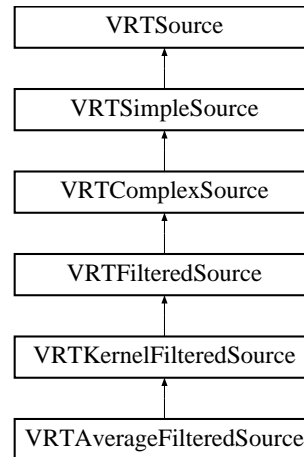 VRTSource
VRTSimpleSource
VRTComplexSource
VRTFilteredSource
VRTKernelFilteredSource
VRTAverageFilteredSource